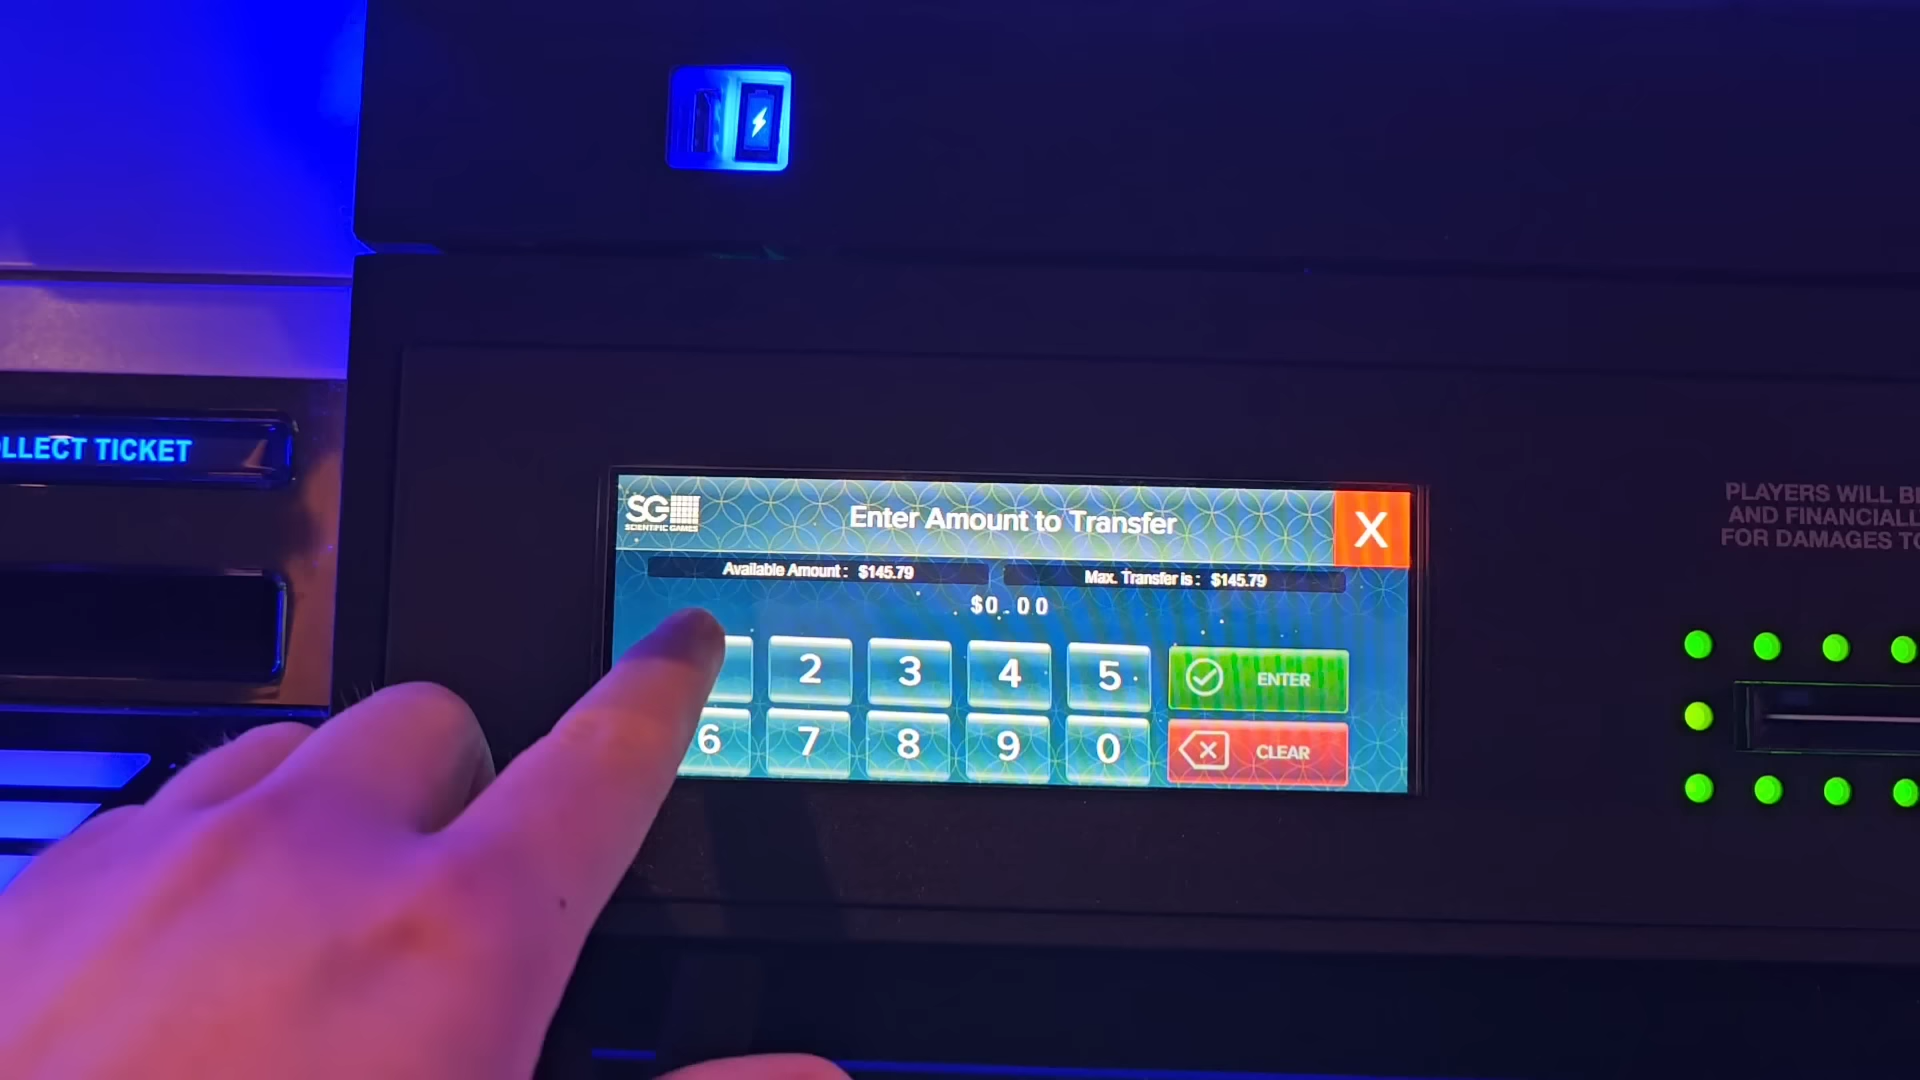 LLECT TICKET
SG
SCIENTIFIC GAMES
Enter Amount to Transfer
X
Available Amount : $145.79
Max. Transfer is : $145.79
$0.00
2 3 4 5 ENTER
6 7 8 9 0 CLEAR
PLAYERS WILL
AND FINANCIALL
FOR DAMAGES